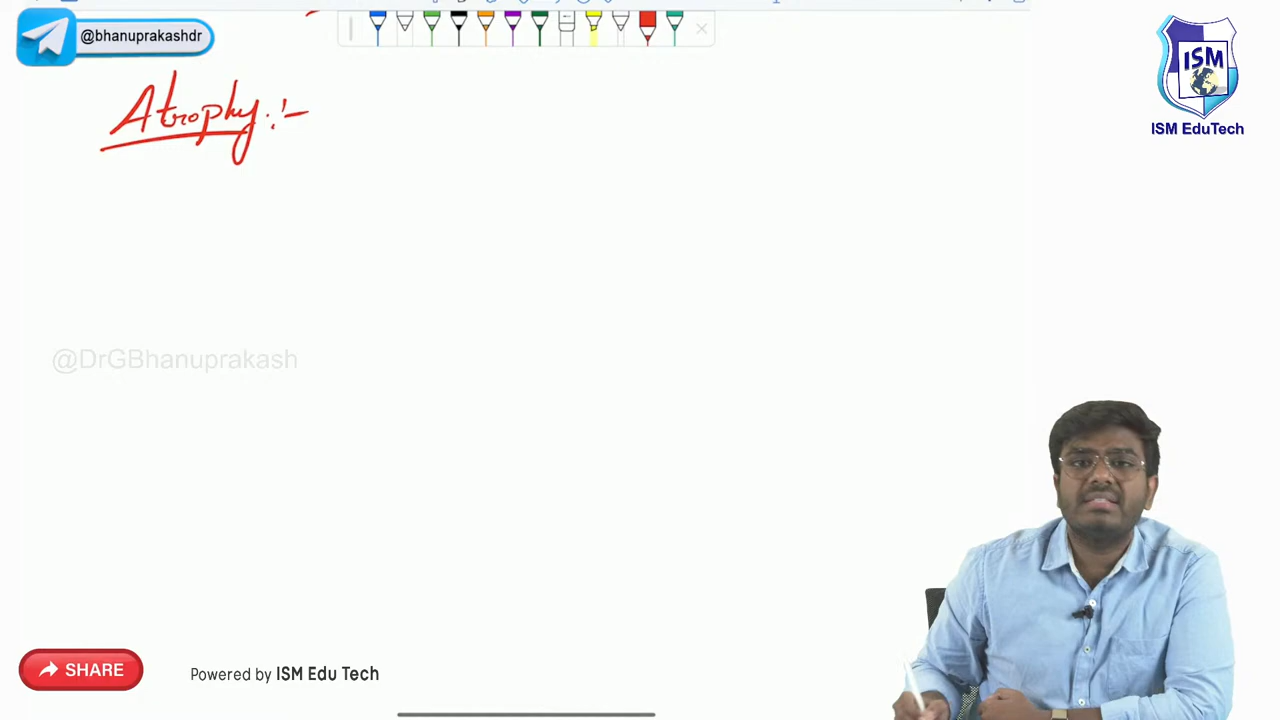 @bhanuprakashdr
ISM
ISM EduTech
Atrophy :-
@DrGBhanuprakash
SHARE
Powered by ISM Edu Tech